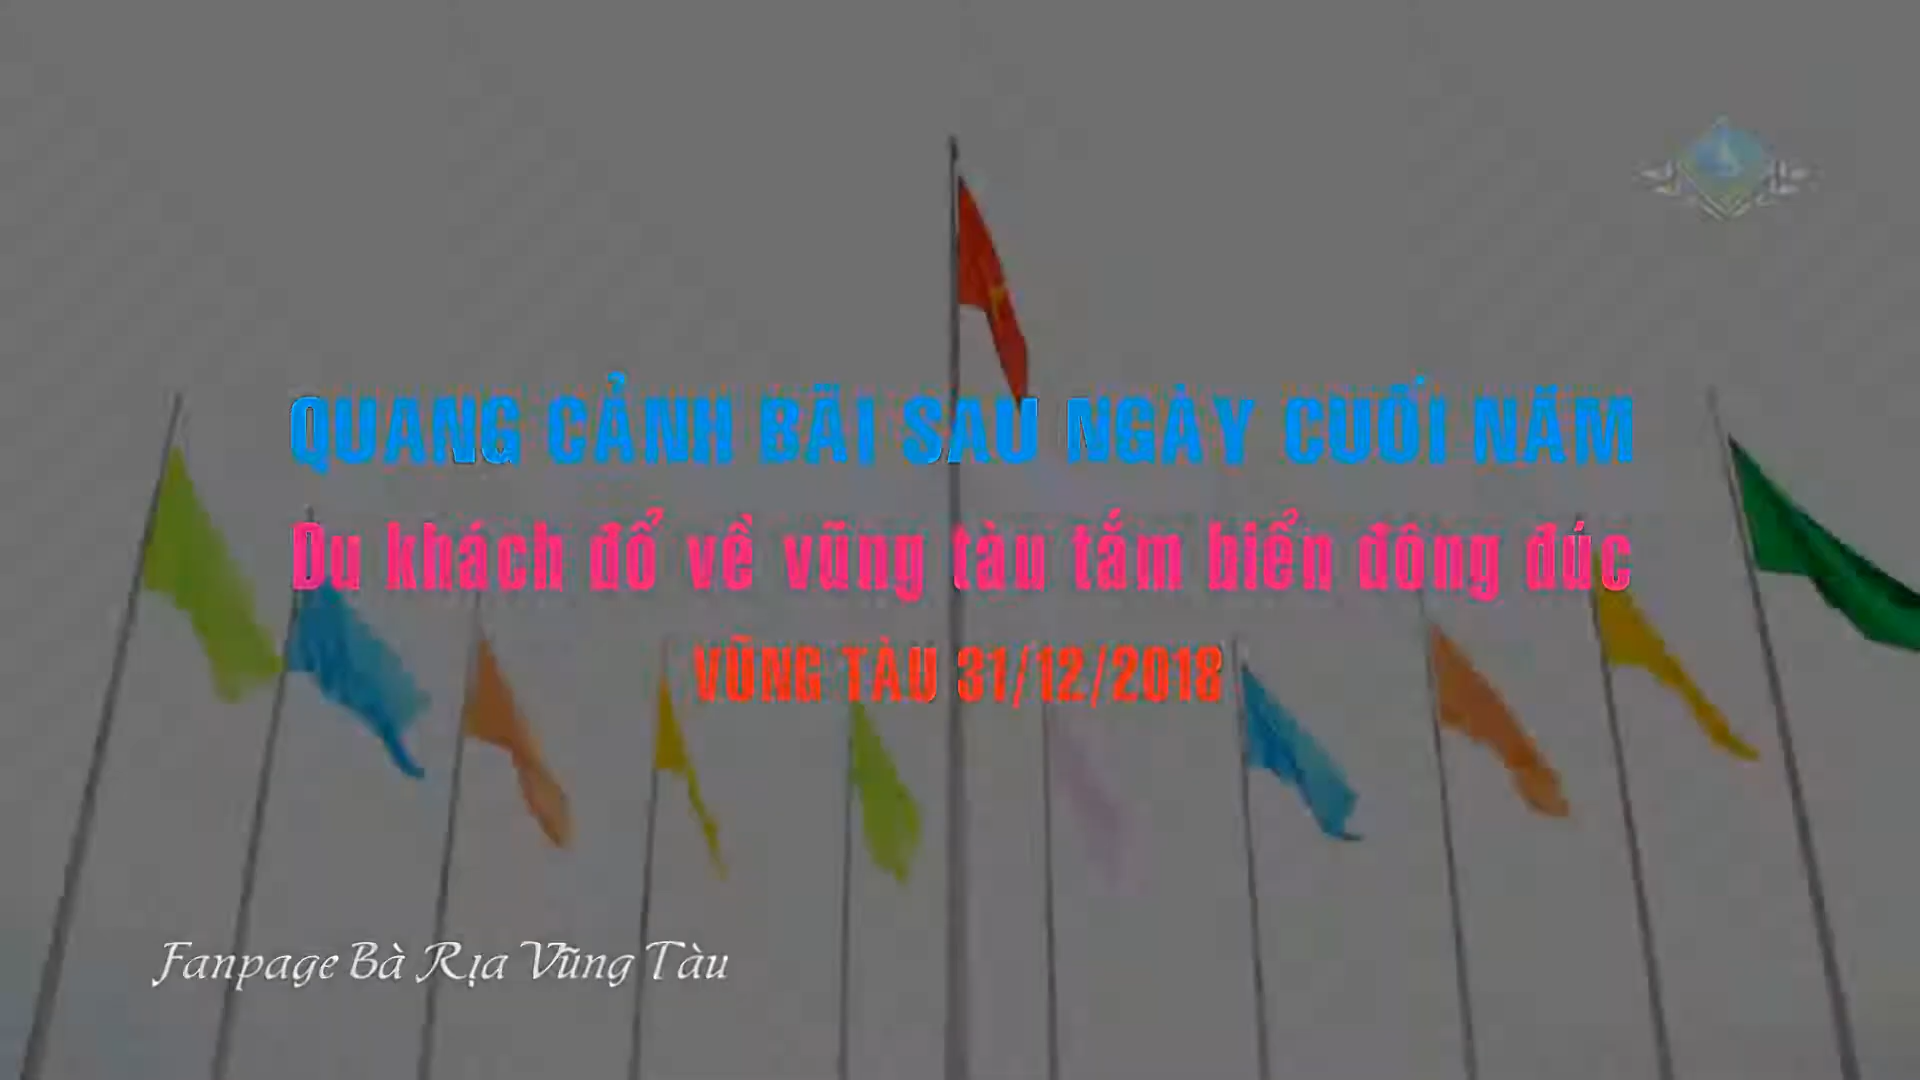 QUANG CẢNH BÃI SAU NGÀY CUỐI NĂM
Du khách đổ về vũng tàu tắm biển đông đúc
VŨNG TÀU 31/12/2018
Fanpage Bà Rịa Vũng Tàu